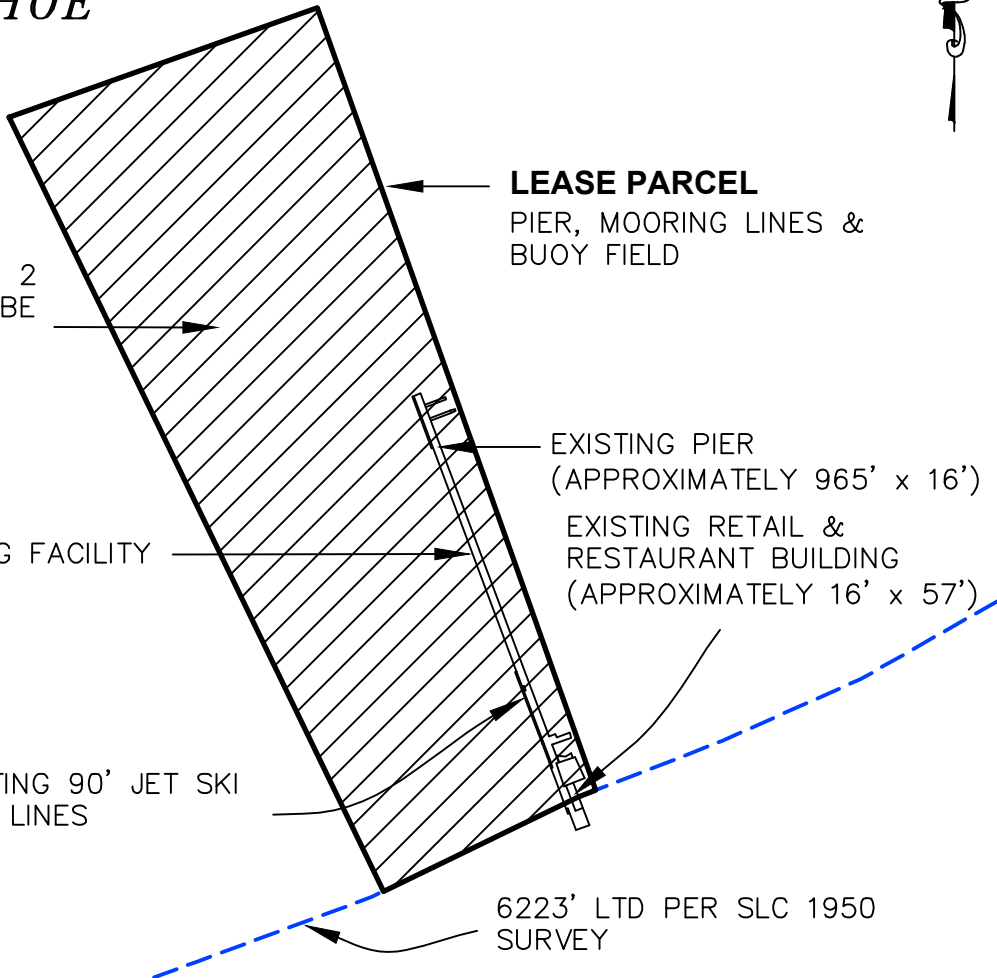 LEASE PARCEL
PIER, MOORING LINES &
BUOY FIELD
2
BE
EXISTING PIER
(APPROXIMATELY 965' x 16')
EXISTING RETAIL &
RESTAURANT BUILDING
(APPROXIMATELY 16' x 57')
G FACILITY
TING 90' JET SKI
LINES
6223' LTD PER SLC 1950
SURVEY